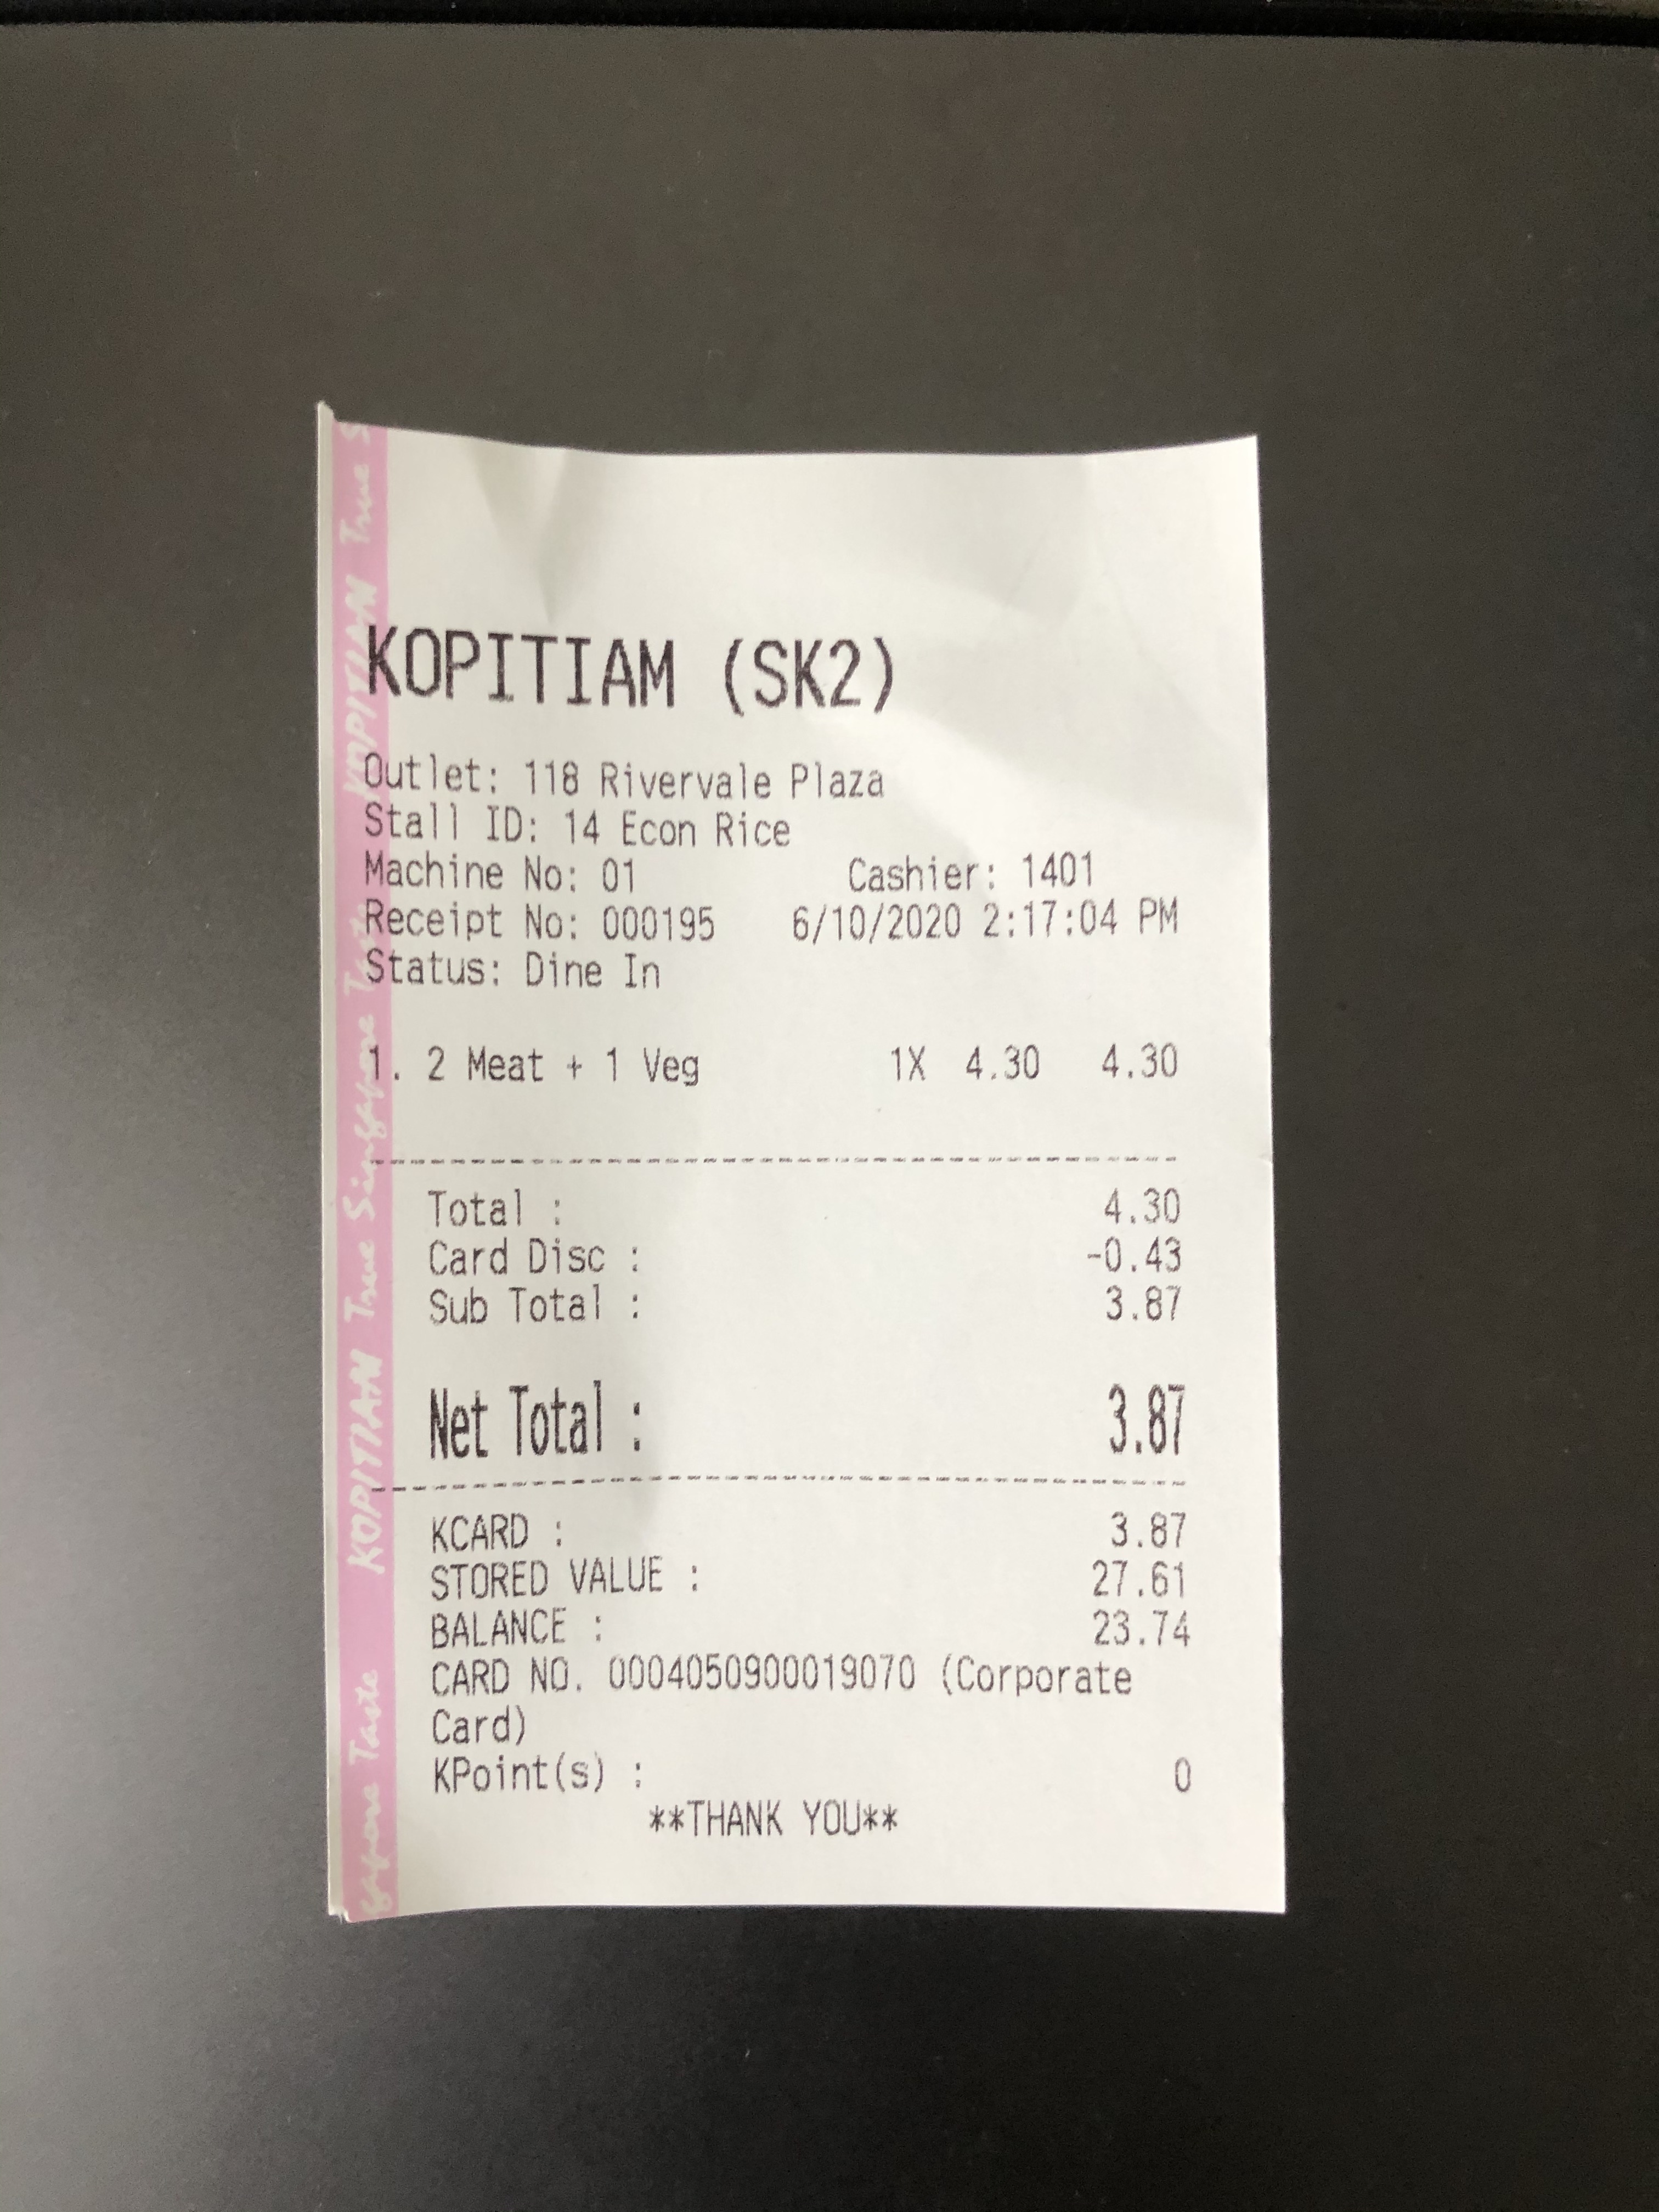 KOPITIAM (SK2)
Outlet: 118 Rivervale Plaza
Stall ID: 14 Econ Rice
Machine No: 01 Cashier: 1401
Receipt No: 000195 6/10/2020 2:17:04 PM
Status: Dine In
1. 2 Meat + 1 Veg 1X 4.30 4.30
Total : 4.30
Card Disc : -0.43
Sub Total : 3.87
Net Total : 3.87
KCARD : 3.87
STORED VALUE : 27.61
BALANCE : 23.74
CARD NO. 0004050900019070 (Corporate
Card)
KPoint(s) : 0
**THANK YOU**
KOPITIAM True Singapore Taste KOPITIAM True